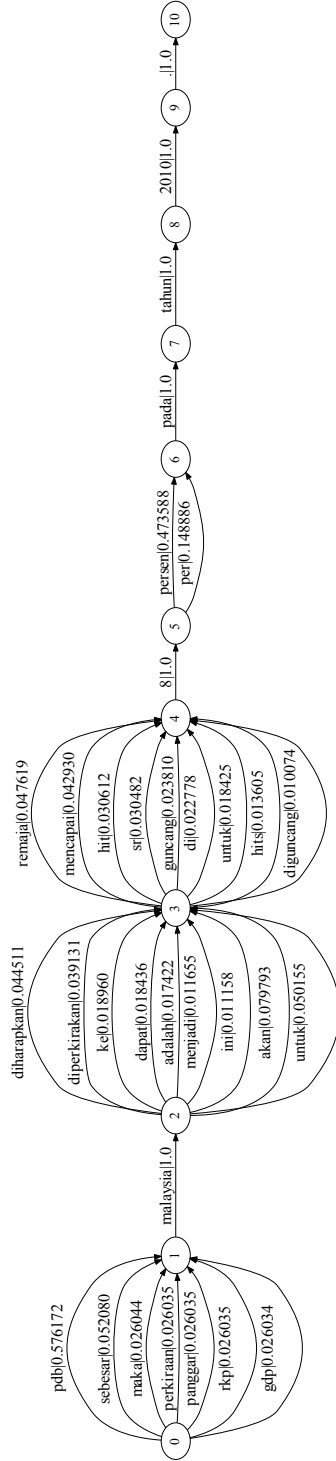 0
pdb|0.576172
sebesar|0.052080
maka|0.026044
perkiraan|0.026035
panggar|0.026035
rkp|0.026035
gdp|0.026034
1
malaysia|1.0
2
diharapkan|0.044511
diperkirakan|0.039131
ke|0.018960
dapat|0.018436
adalah|0.017422
menjadi|0.011655
ini|0.011158
akan|0.079793
untuk|0.050155
3
remaja|0.047619
mencapai|0.042930
hit|0.030612
sr|0.030482
guncang|0.023810
di|0.022778
untuk|0.018425
hits|0.013605
diguncang|0.010074
4
8|1.0
5
persen|0.473588
per|0.148886
6
pada|1.0
7
tahun|1.0
8
2010|1.0
9
.|1.0
10